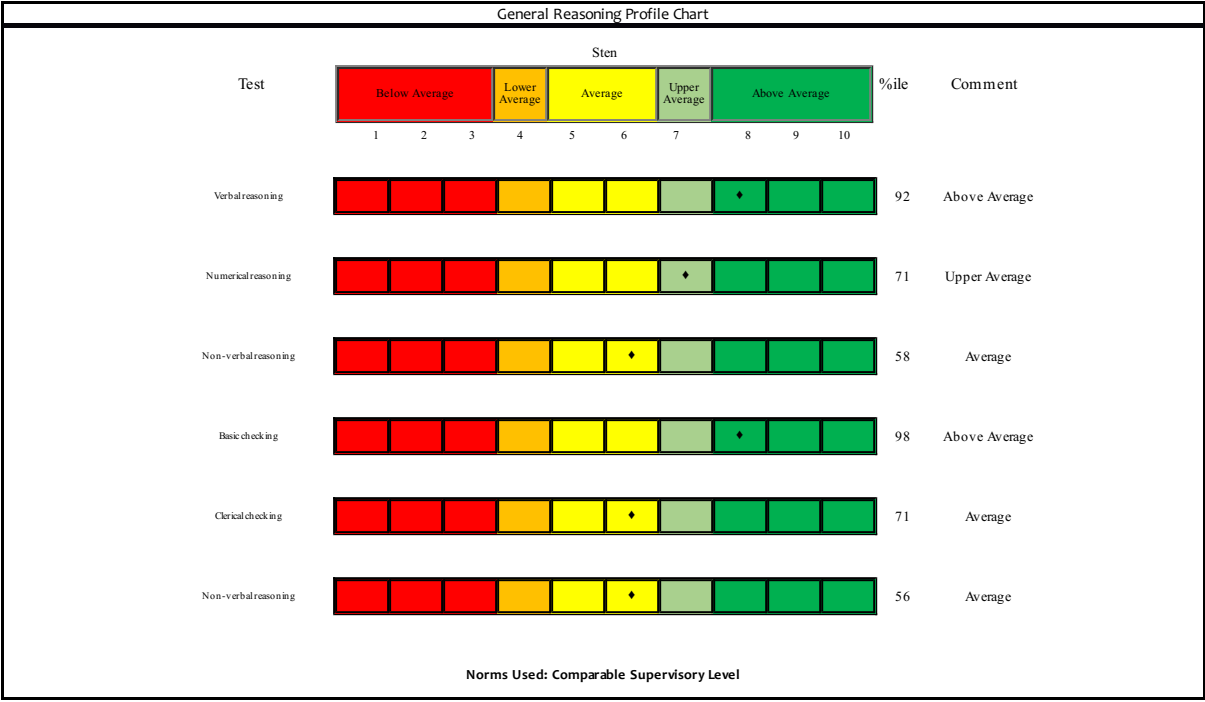 General Reasoning Profile Chart
Sten
Test
Below Average
Lower
Average
Average
Upper
Average
Above Average
%ile
Comment
1 2 3 4 5 6 7 8 9 10
Verbal reasoning 92 Above Average
Numerical reasoning 71 Upper Average
Non-verbal reasoning 58 Average
Basic checking 98 Above Average
Clerical checking 71 Average
Non-verbal reasoning 56 Average
Norms Used: Comparable Supervisory Level